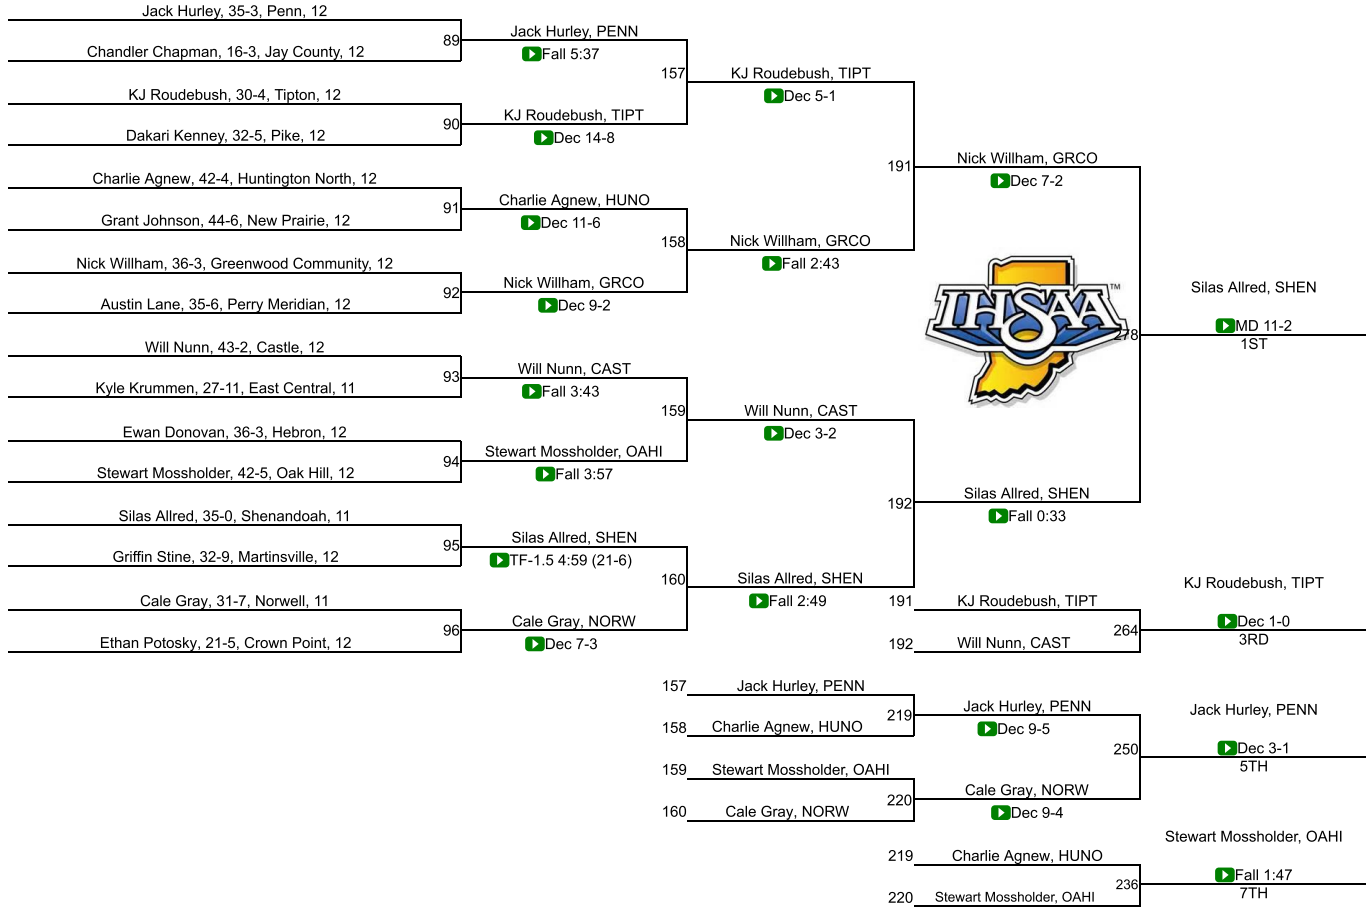 Jack Hurley, 35-3, Penn, 12
Chandler Chapman, 16-3, Jay County, 12
KJ Roudebush, 30-4, Tipton, 12
Dakari Kenney, 32-5, Pike, 12
Charlie Agnew, 42-4, Huntington North, 12
Grant Johnson, 44-6, New Prairie, 12
Nick Willham, 36-3, Greenwood Community, 12
Austin Lane, 35-6, Perry Meridian, 12
Will Nunn, 43-2, Castle, 12
Kyle Krummen, 27-11, East Central, 11
Ewan Donovan, 36-3, Hebron, 12
Stewart Mossholder, 42-5, Oak Hill, 12
Silas Allred, 35-0, Shenandoah, 11
Griffin Stine, 32-9, Martinsville, 12
Cale Gray, 31-7, Norwell, 11
Ethan Potosky, 21-5, Crown Point, 12
89
Jack Hurley, PENN
Fall 5:37
90
KJ Roudebush, TIPT
Dec 14-8
91
Charlie Agnew, HUNO
Dec 11-6
92
Nick Willham, GRCO
Dec 9-2
93
Will Nunn, CAST
Fall 3:43
94
Stewart Mossholder, OAHI
Fall 3:57
95
Silas Allred, SHEN
TF-1.5 4:59 (21-6)
96
Cale Gray, NORW
Dec 7-3
157
KJ Roudebush, TIPT
Dec 5-1
158
Nick Willham, GRCO
Fall 2:43
159
Will Nunn, CAST
Dec 3-2
160
Silas Allred, SHEN
Fall 2:49
191
Nick Willham, GRCO
Dec 7-2
192
Silas Allred, SHEN
Fall 0:33
IHSAA™
278
Silas Allred, SHEN
MD 11-2
1ST
191
KJ Roudebush, TIPT
192
Will Nunn, CAST
264
KJ Roudebush, TIPT
Dec 1-0
3RD
157
Jack Hurley, PENN
158
Charlie Agnew, HUNO
159
Stewart Mossholder, OAHI
160
Cale Gray, NORW
219
Jack Hurley, PENN
Dec 9-5
220
Cale Gray, NORW
Dec 9-4
250
Jack Hurley, PENN
Dec 3-1
5TH
219
Charlie Agnew, HUNO
220
Stewart Mossholder, OAHI
236
Stewart Mossholder, OAHI
Fall 1:47
7TH